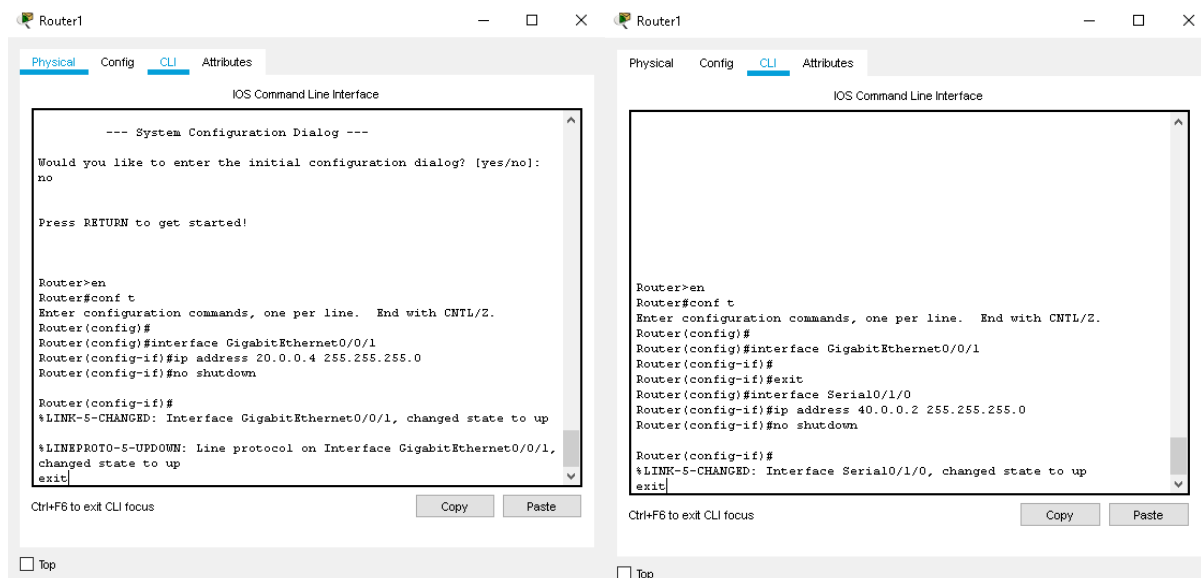 Router1
Physical Config CLI Attributes
IOS Command Line Interface
--- System Configuration Dialog ---
Would you like to enter the initial configuration dialog? [yes/no]:
no
Press RETURN to get started!
Router>en
Router#conf t
Enter configuration commands, one per line. End with CNTL/Z.
Router(config)#
Router(config)#interface GigabitEthernet0/0/1
Router(config-if)#ip address 20.0.0.4 255.255.255.0
Router(config-if)#no shutdown
Router(config-if)#
%LINK-5-CHANGED: Interface GigabitEthernet0/0/1, changed state to up
%LINEPROTO-5-UPDOWN: Line protocol on Interface GigabitEthernet0/0/1,
changed state to up
exit
Ctrl+F6 to exit CLI focus
Copy Paste
Top
Router1
Physical Config CLI Attributes
IOS Command Line Interface
Router>en
Router#conf t
Enter configuration commands, one per line. End with CNTL/Z.
Router(config)#
Router(config)#interface GigabitEthernet0/0/1
Router(config-if)#
Router(config-if)#exit
Router(config)#interface Serial0/1/0
Router(config-if)#ip address 40.0.0.2 255.255.255.0
Router(config-if)#no shutdown
Router(config-if)#
%LINK-5-CHANGED: Interface Serial0/1/0, changed state to up
exit
Ctrl+F6 to exit CLI focus
Copy Paste
Top